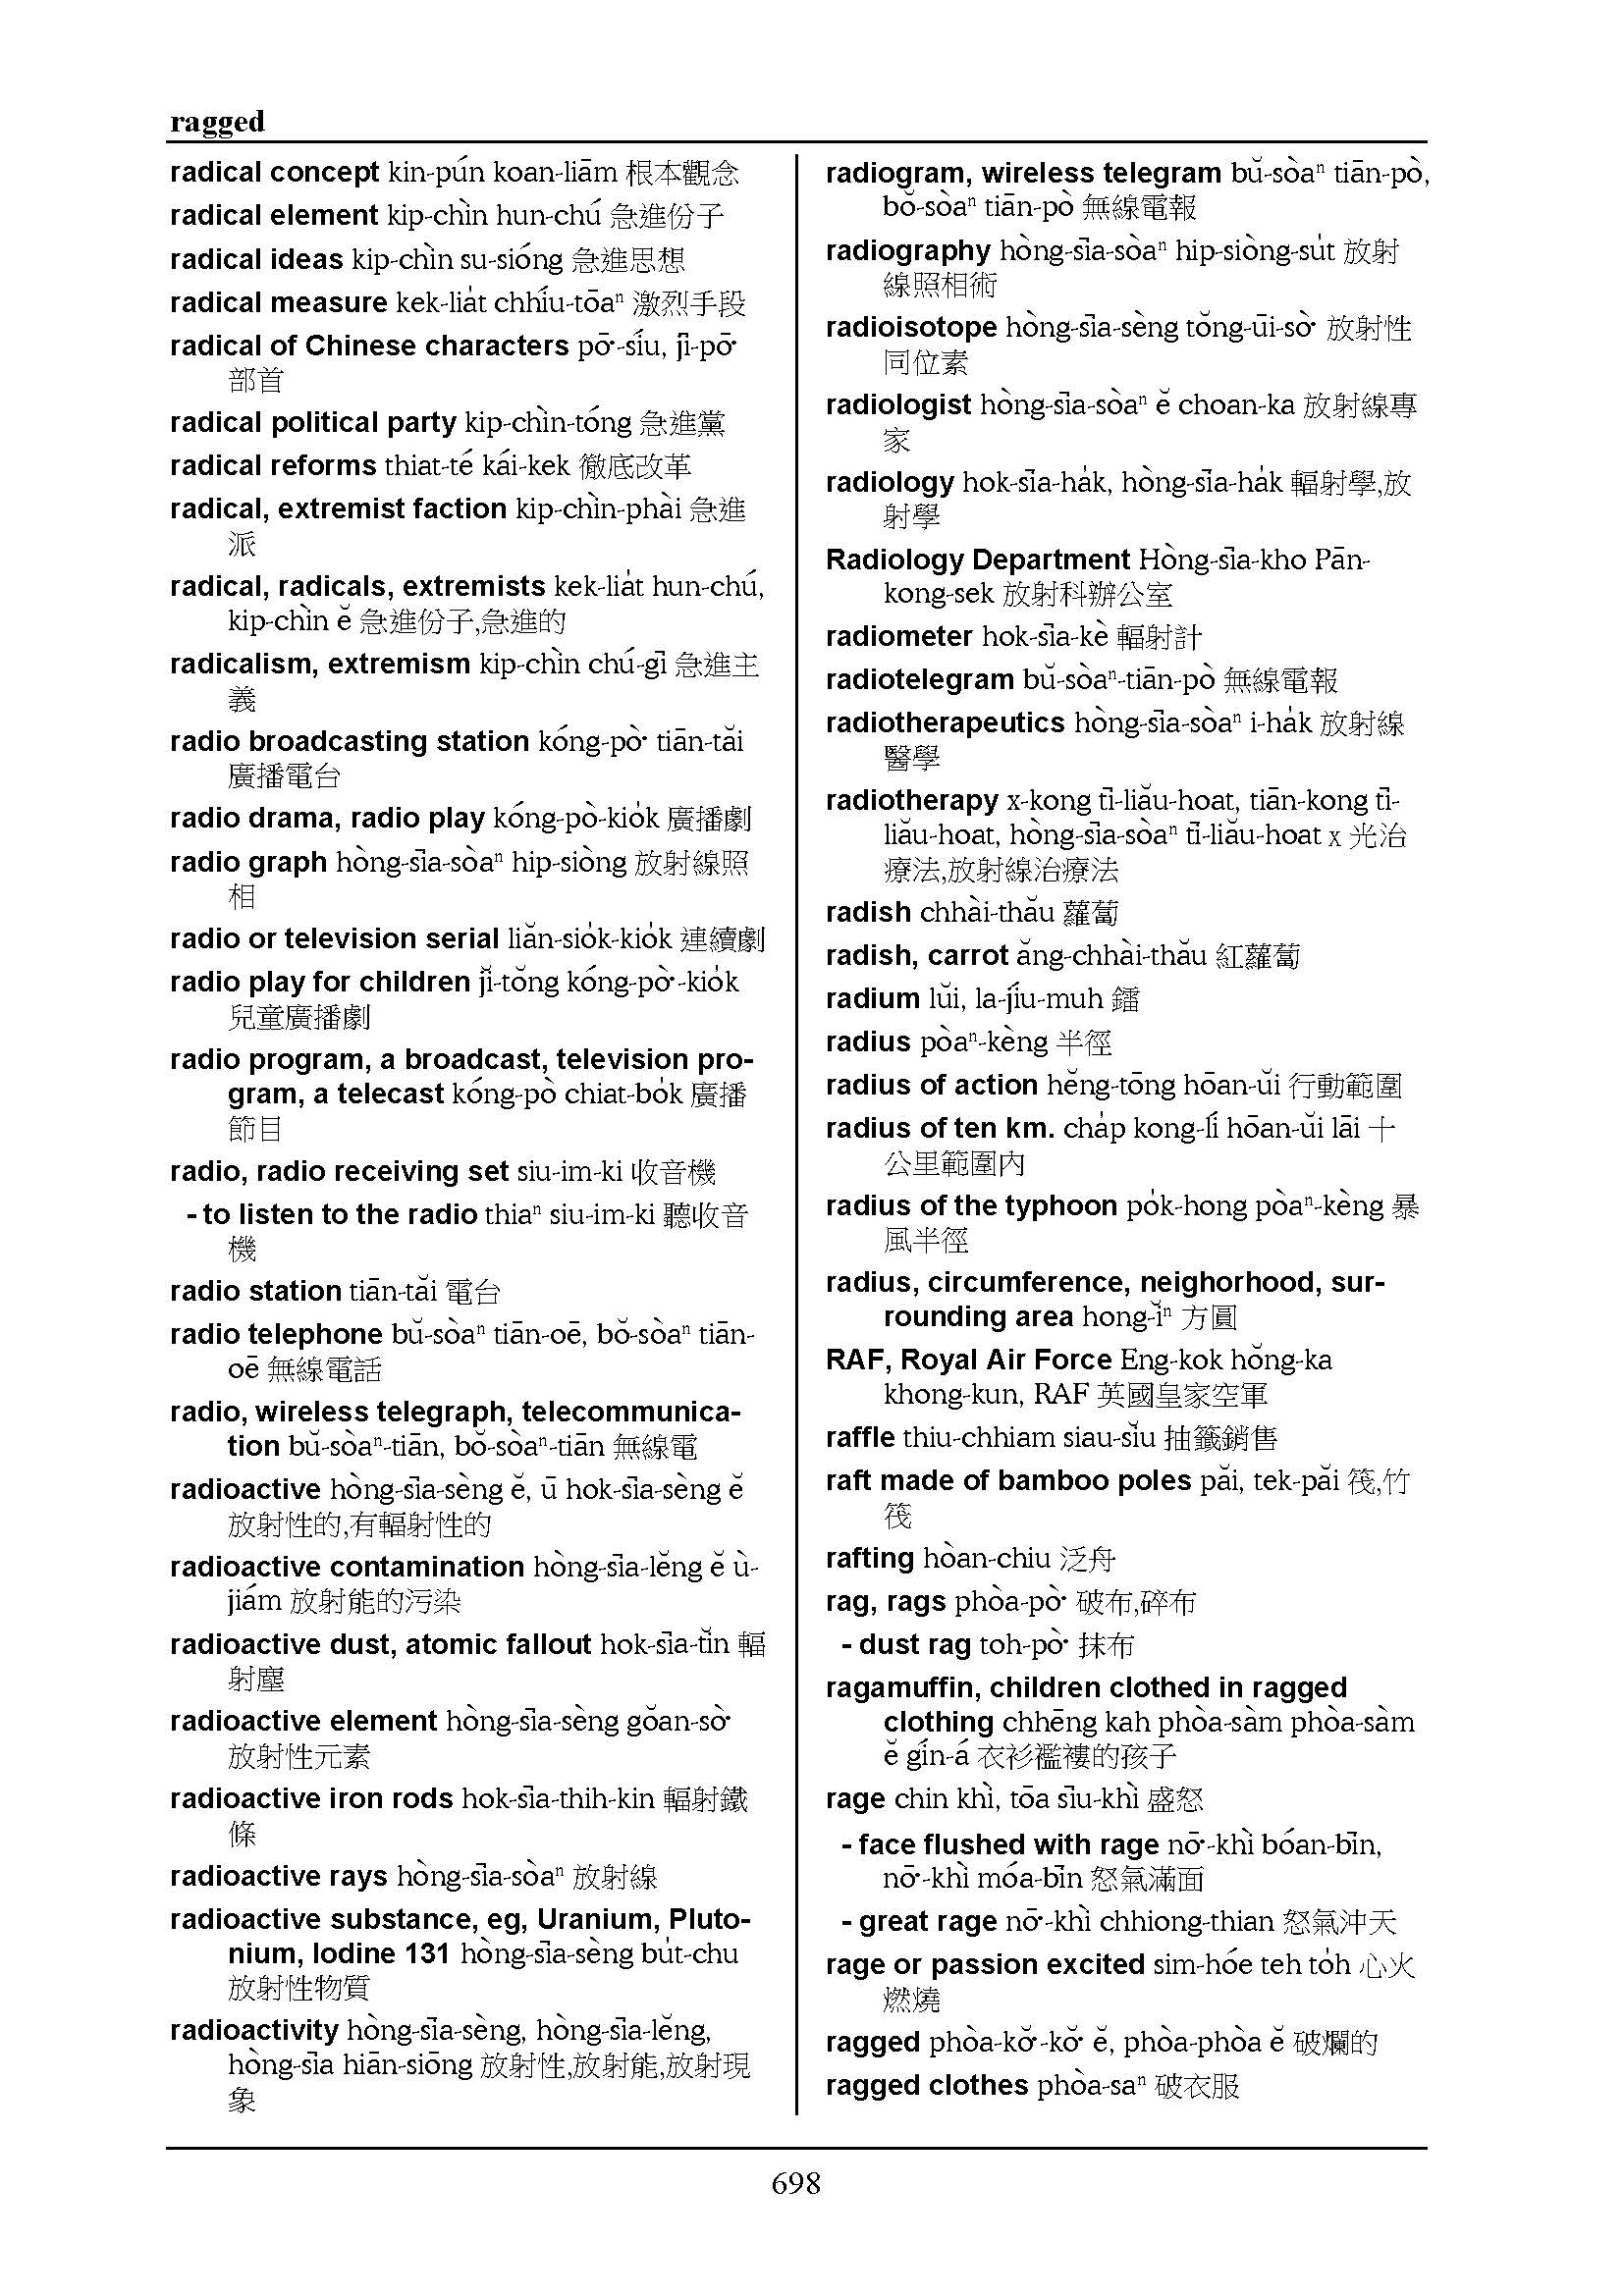 ragged
radical concept kin-pún koan-liām 根本觀念
radical element kip-chìn hun-chú 急進份子
radical ideas kip-chìn su-sióng 急進思想
radical measure kek-lia̍t chhíu-tōaⁿ 激烈手段
radical of Chinese characters pō͘-síu, jī-pō͘
部首
radical political party kip-chìn-tóng 急進黨
radical reforms thiat-té kái-kek 徹底改革
radical, extremist faction kip-chìn-phài 急進
派
radical, radicals, extremists kek-lia̍t hun-chú,
kip-chìn ĕ 急進份子,急進的
radicalism, extremism kip-chìn chú-gī 急進主
義
radio broadcasting station kóng-pò͘ tiān-tăi
廣播電台
radio drama, radio play kóng-pò-kio̍k 廣播劇
radio graph hòng-sīa-sòaⁿ hip-siòng 放射線照
相
radio or television serial liăn-sio̍k-kio̍k 連續劇
radio play for children jĭ-tŏng kóng-pò͘-kio̍k
兒童廣播劇
radio program, a broadcast, television pro-
gram, a telecast kóng-pò chiat-bo̍k 廣播
節目
radio, radio receiving set siu-im-ki 收音機
- to listen to the radio thiaⁿ siu-im-ki 聽收音
機
radio station tiān-tăi 電台
radio telephone bŭ-sòaⁿ tiān-oē, bŏ-sòaⁿ tiān-
oē 無線電話
radio, wireless telegraph, telecommunica-
tion bŭ-sòaⁿ-tiān, bŏ-sòaⁿ-tiān 無線電
radioactive hòng-sīa-sèng ĕ, ū hok-sīa-sèng ĕ
放射性的,有輻射性的
radioactive contamination hòng-sīa-lĕng ĕ ù-
jiám 放射能的污染
radioactive dust, atomic fallout hok-sīa-tĭn 輻
射塵
radioactive element hòng-sīa-sèng gŏan-sò͘
放射性元素
radioactive iron rods hok-sīa-thih-kin 輻射鐵
條
radioactive rays hòng-sīa-sòaⁿ 放射線
radioactive substance, eg, Uranium, Pluto-
nium, Iodine 131 hòng-sīa-sèng bu̍t-chu
放射性物質
radioactivity hòng-sīa-sèng, hòng-sīa-lĕng,
hòng-sīa hiān-siōng 放射性,放射能,放射現
象
radiogram, wireless telegram bŭ-sòaⁿ tiān-pò,
bŏ-sòaⁿ tiān-pò 無線電報
radiography hòng-sīa-sòaⁿ hip-siòng-su̍t 放射
線照相術
radioisotope hòng-sīa-sèng tŏng-ūi-sò͘ 放射性
同位素
radiologist hòng-sīa-sòaⁿ ĕ choan-ka 放射線專
家
radiology hok-sīa-ha̍k, hòng-sīa-ha̍k 輻射學,放
射學
Radiology Department Hòng-sīa-kho Pān-
kong-sek 放射科辦公室
radiometer hok-sīa-kè 輻射計
radiotelegram bŭ-sòaⁿ-tiān-pò 無線電報
radiotherapeutics hòng-sīa-sòaⁿ i-ha̍k 放射線
醫學
radiotherapy x-kong tī-liău-hoat, tiān-kong tī-
liău-hoat, hòng-sīa-sòaⁿ tī-liău-hoat x 光治
療法,放射線治療法
radish chhài-thău 蘿蔔
radish, carrot ăng-chhài-thău 紅蘿蔔
radium lŭi, la-jíu-muh 鐳
radius pòaⁿ-kèng 半徑
radius of action hĕng-tōng hōan-ŭi 行動範圍
radius of ten km. cha̍p kong-lí hōan-ŭi lāi 十
公里範圍內
radius of the typhoon po̍k-hong pòaⁿ-kèng 暴
風半徑
radius, circumference, neighorhood, sur-
rounding area hong-ĭⁿ 方圓
RAF, Royal Air Force Eng-kok hŏng-ka
khong-kun, RAF 英國皇家空軍
raffle thiu-chhiam siau-sĭu 抽籤銷售
raft made of bamboo poles păi, tek-păi 筏,竹
筏
rafting hòan-chiu 泛舟
rag, rags phòa-pò͘ 破布,碎布
- dust rag toh-pò͘ 抹布
ragamuffin, children clothed in ragged
clothing chhēng kah phòa-sàm phòa-sàm
ĕ gín-á 衣衫襤褸的孩子
rage chin khì, tōa sīu-khì 盛怒
- face flushed with rage nō͘-khì bóan-bīn,
nō͘-khì móa-bīn 怒氣滿面
- great rage nō͘-khì chhiong-thian 怒氣沖天
rage or passion excited sim-hóe teh to̍h 心火
燃燒
ragged phòa-kŏ͘-kŏ͘ ĕ, phòa-phòa ĕ 破爛的
ragged clothes phòa-saⁿ 破衣服
698